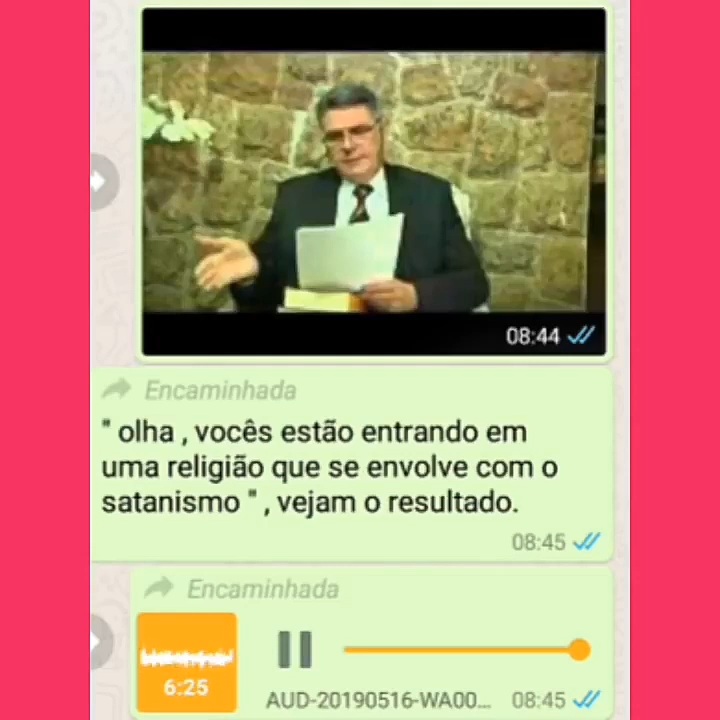 08:44
Encaminhada
" olha , vocês estão entrando em
uma religião que se envolve com o
satanismo " , vejam o resultado.
08:45
Encaminhada
6:25
AUD-20190516-WA00... 08:45